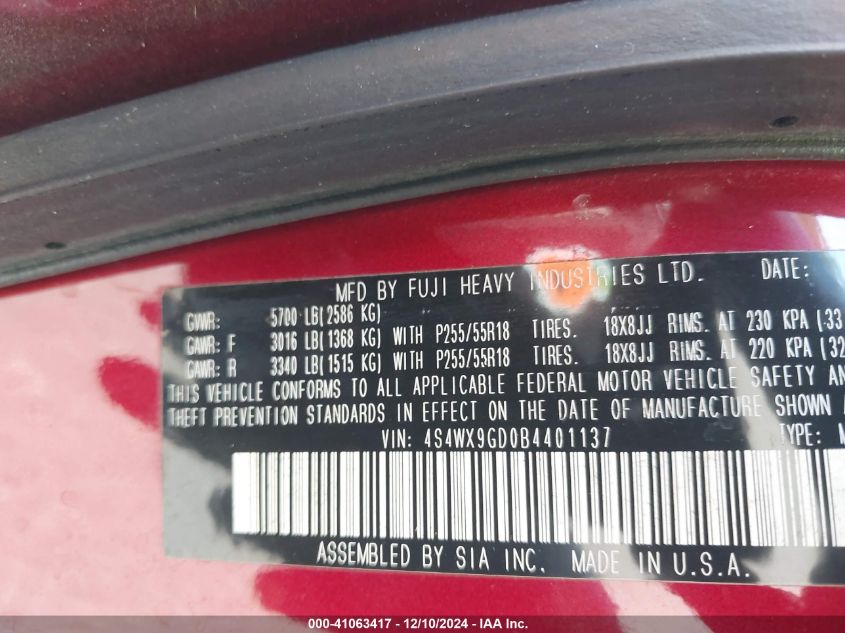 MFD BY FUJI HEAVY INDUSTRIES LTD. DATE:
GVWR: 5700 LB(2586 KG)
GAWR: F 3016 LB(1368 KG) WITH P255/55R18 TIRES. 18X8JJ RIMS. AT 230 KPA (33
GAWR: R 3340 LB(1515 KG) WITH P255/55R18 TIRES. 18X8JJ RIMS. AT 220 KPA (32
THIS VEHICLE CONFORMS TO ALL APPLICABLE FEDERAL MOTOR VEHICLE SAFETY AN
THEFT PREVENTION STANDARDS IN EFFECT ON THE DATE OF MANUFACTURE SHOWN A
VIN: 4S4WX9GD0B4401137 TYPE: M
ASSEMBLED BY SIA INC. MADE IN U.S.A.
000-41063417 - 12/10/2024 - IAA Inc.